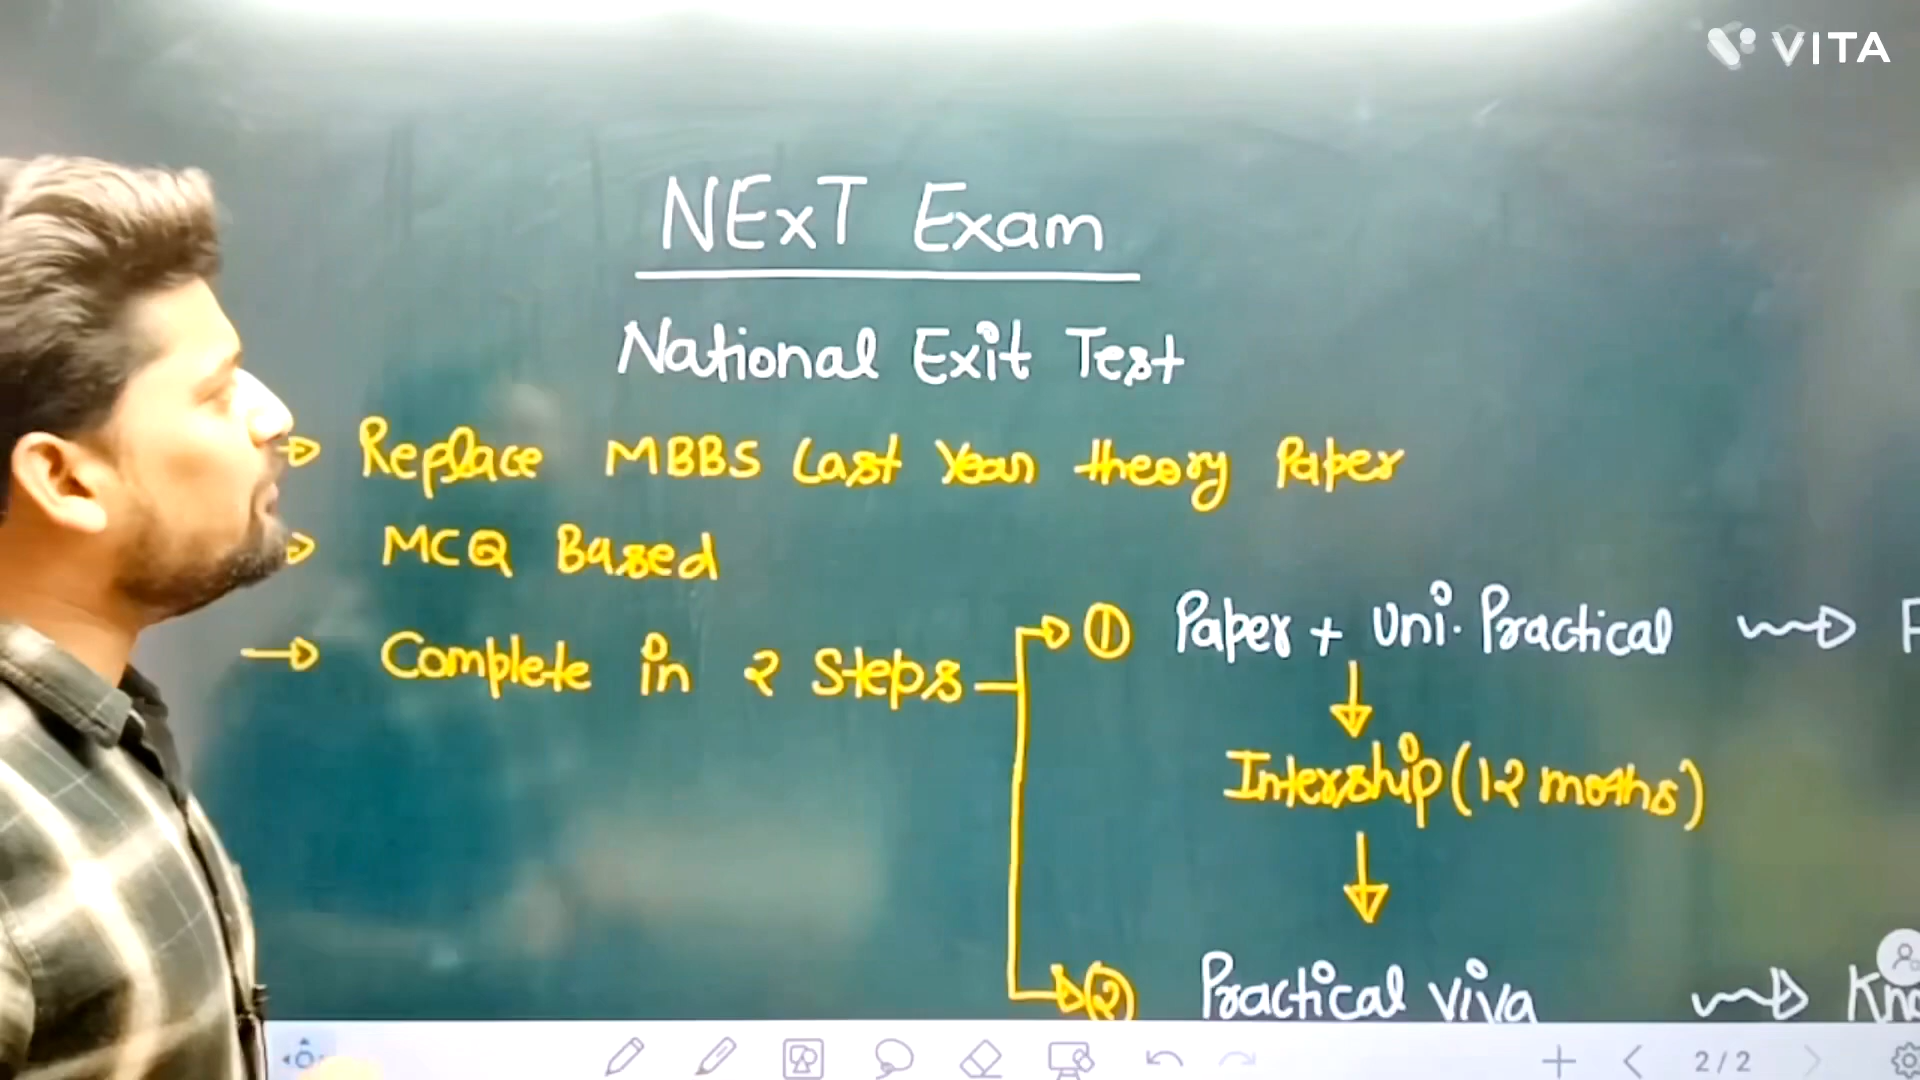 VITA
NExT Exam
National Exit Test
Replace MBBS Last Year theory Paper
MCQ Based
Complete in 2 Steps
① Paper + Uni. Practical
Intership (12 moths)
② Practical viva
2/2